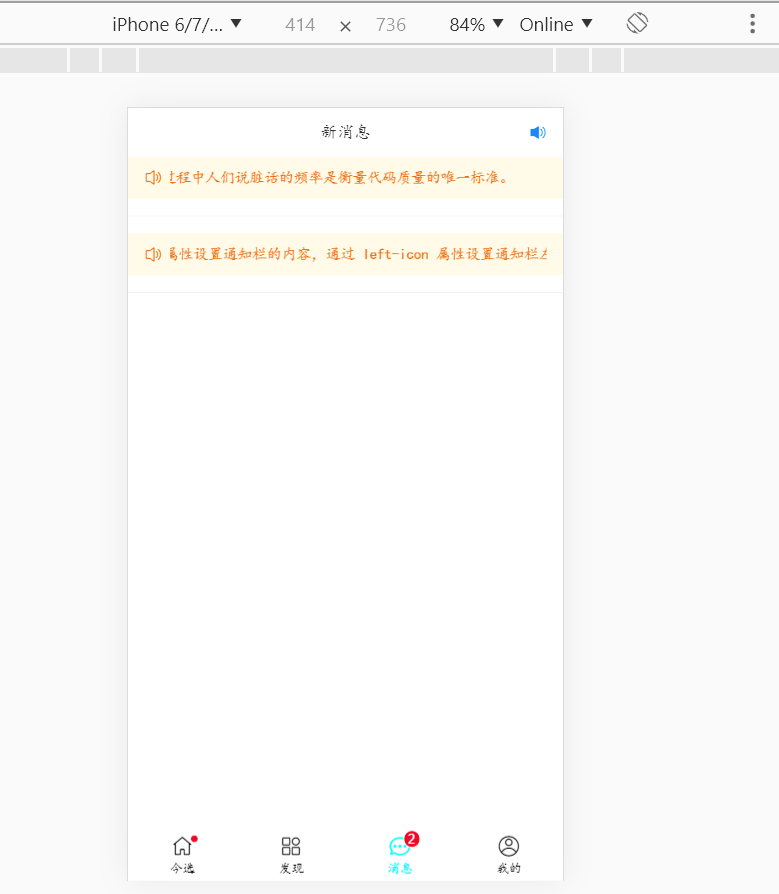 iPhone 6/7/... 414 × 736 84% Online
新消息
程中人们说脏话的频率是衡量代码质量的唯一标准。
属性设置通知栏的内容，通过 left-icon 属性设置通知栏左
2
今选 发现 消息 我的